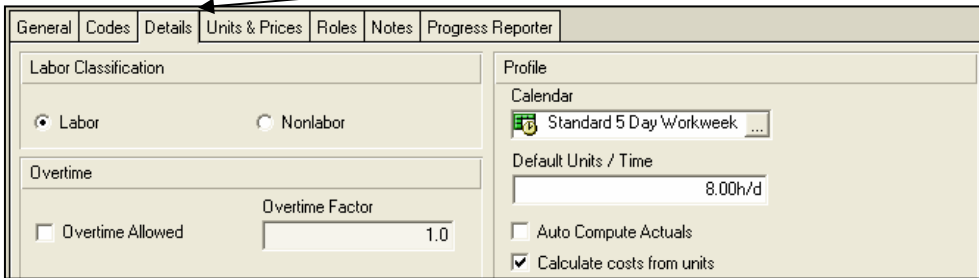 General Codes Details Units & Prices Roles Notes Progress Reporter
Labor Classification
Labor Nonlabor
Overtime
Overtime Factor
Overtime Allowed 1.0
Profile
Calendar
Standard 5 Day Workweek ...
Default Units / Time
8.00h/d
Auto Compute Actuals
Calculate costs from units